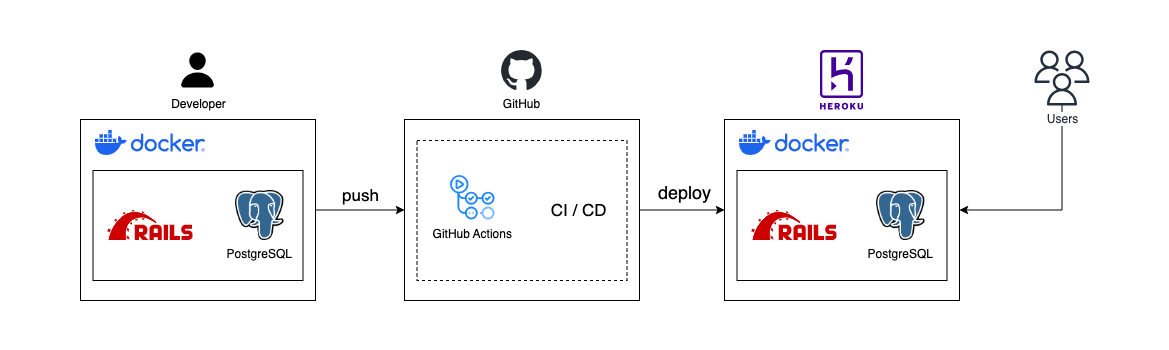 Developer
GitHub
HEROKU
Users
docker
push
GitHub Actions
CI / CD
deploy
docker
RAILS
PostgreSQL
RAILS
PostgreSQL